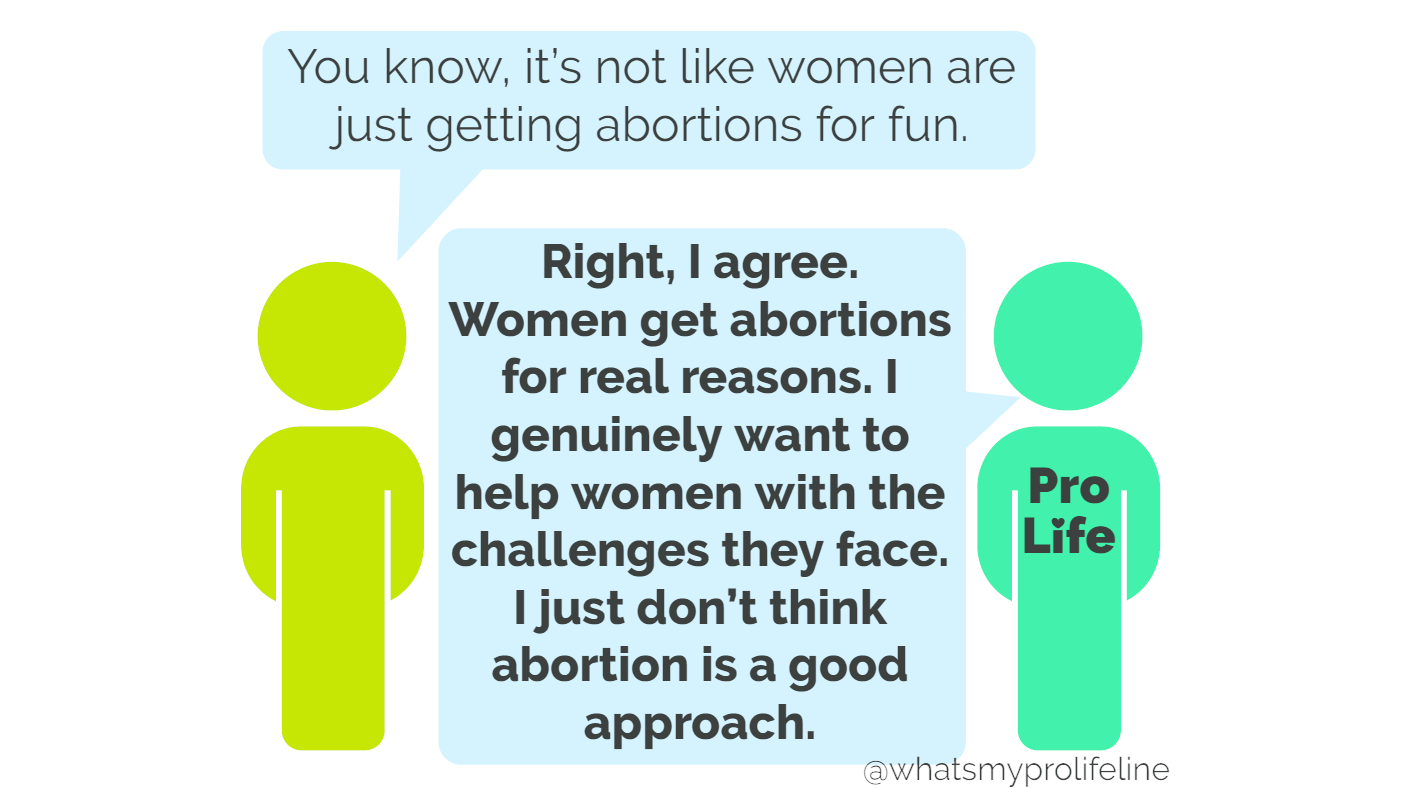 You know, it’s not like women are
just getting abortions for fun.
Right, I agree.
Women get abortions
for real reasons. I
genuinely want to
help women with the
challenges they face.
I just don’t think
abortion is a good
approach.
Pro
Life
@whatsmyprolifeline